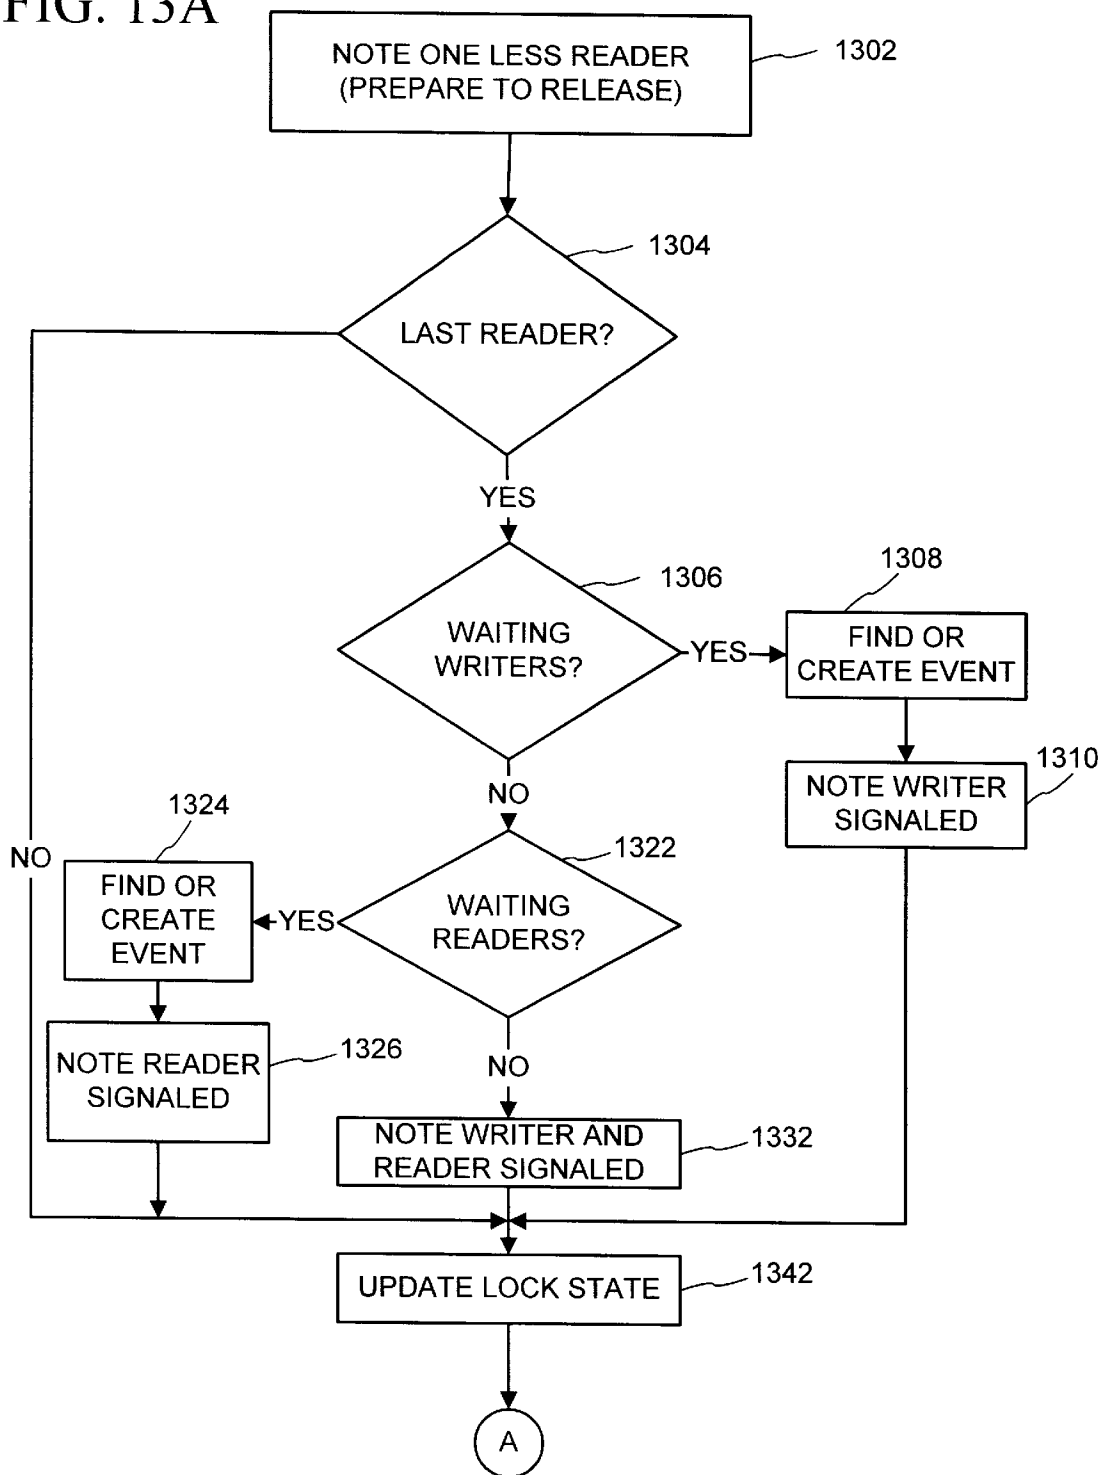 FIG. 13A
NOTE ONE LESS READER
(PREPARE TO RELEASE)
1302
1304
LAST READER?
YES
1306
WAITING
WRITERS?
YES
1308
FIND OR
CREATE EVENT
1310
NOTE WRITER
SIGNALED
NO
1322
WAITING
READERS?
YES
1324
FIND OR
CREATE
EVENT
NO
1326
NOTE READER
SIGNALED
NO
NOTE WRITER AND
READER SIGNALED
1332
UPDATE LOCK STATE
1342
A